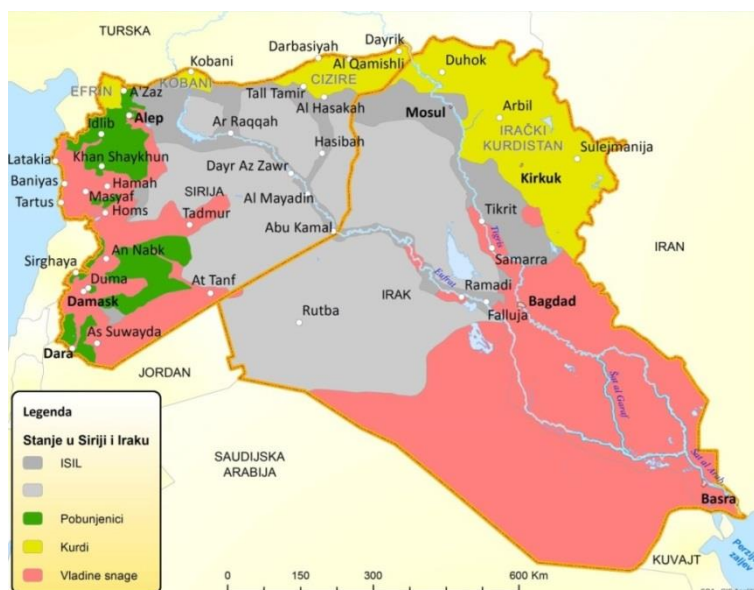 TURSKA
Dayrik
Darbasiyah
Kobani
Al Qamishli
Duhok
EFRIN
KOBANI
CIZIRE
A'Zaz
Tall Tamir
Al Hasakah
Mosul
Alep
Arbil
Idlib
Ar Raqqah
IRAČKI
KURDISTAN
Hasibah
Sulejmanija
Latakia
Khan Shaykhun
Dayr Az Zawr
Kirkuk
Baniyas
Hamah
SIRIJA
Al Mayadin
Masyaf
Tartus
Homs
Tadmur
Tikrit
Abu Kamal
Tigris
Samarra
IRAN
An Nabk
Sirghaya
Duma
At Tanf
Eufrat
Ramadi
Damask
IRAK
Bagdad
Rutba
Falluja
As Suwayda
Dara
JORDAN
Šat al Garaf
Legenda
Stanje u Siriji i Iraku
ISIL
Pobunjenici
Kurdi
Vladine snage
SAUDIJSKA
ARABIJA
Šat al Arab
Basra
KUVAJT
Perzijski
zaljev
0 150 300 600 Km